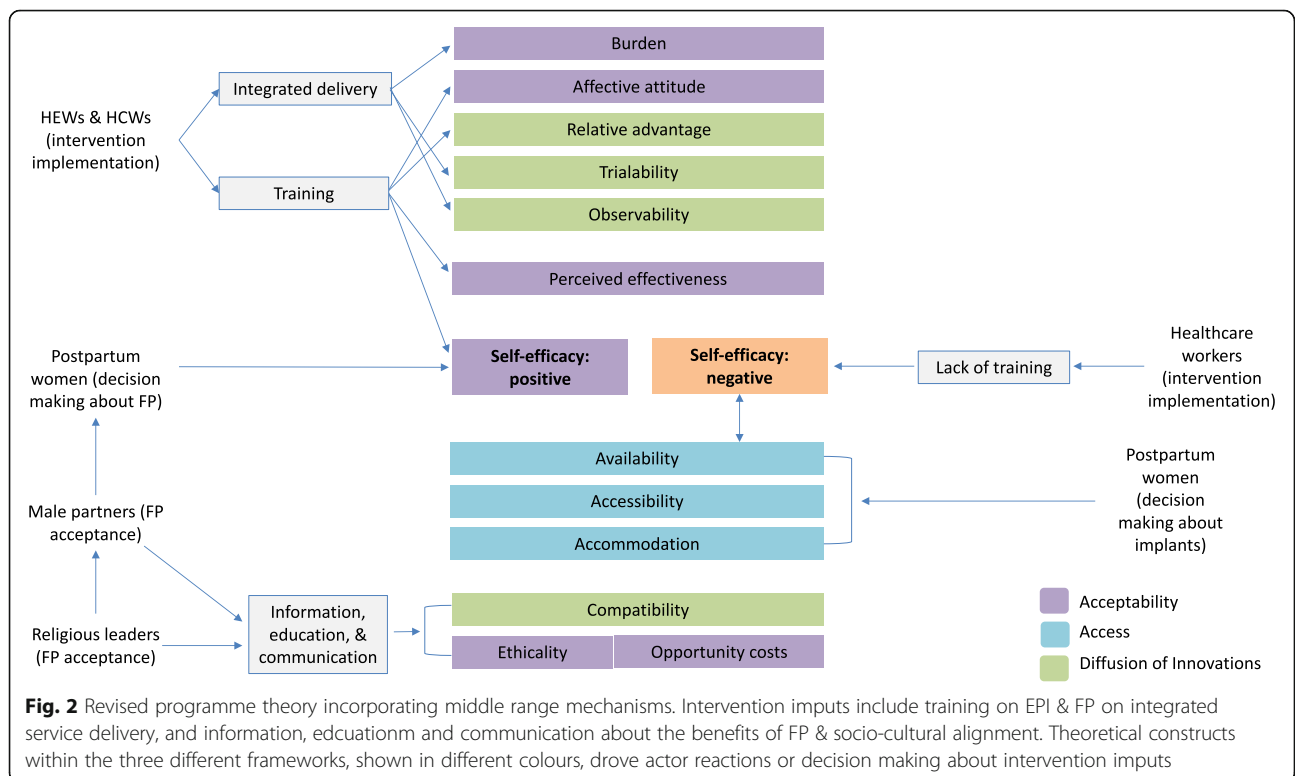 Burden
Integrated delivery
Affective attitude
HEWs & HCWs
(intervention
implementation)
Relative advantage
Trialability
Training
Observability
Perceived effectiveness
Postpartum
women (decision
making about FP)
Self-efficacy:
positive
Self-efficacy:
negative
Lack of training
Healthcare
workers
(intervention
implementation)
Availability
Accessibility
Accommodation
Postpartum
women
(decision
making about
implants)
Male partners (FP
acceptance)
Religious leaders
(FP acceptance)
Information,
education, &
communication
Compatibility
Ethicality
Opportunity costs
Acceptability
Access
Diffusion of Innovations
Fig. 2 Revised programme theory incorporating middle range mechanisms. Intervention imputs include training on EPI & FP on integrated
service delivery, and information, edcuationm and communication about the benefits of FP & socio-cultural alignment. Theoretical constructs
within the three different frameworks, shown in different colours, drove actor reactions or decision making about intervention imputs